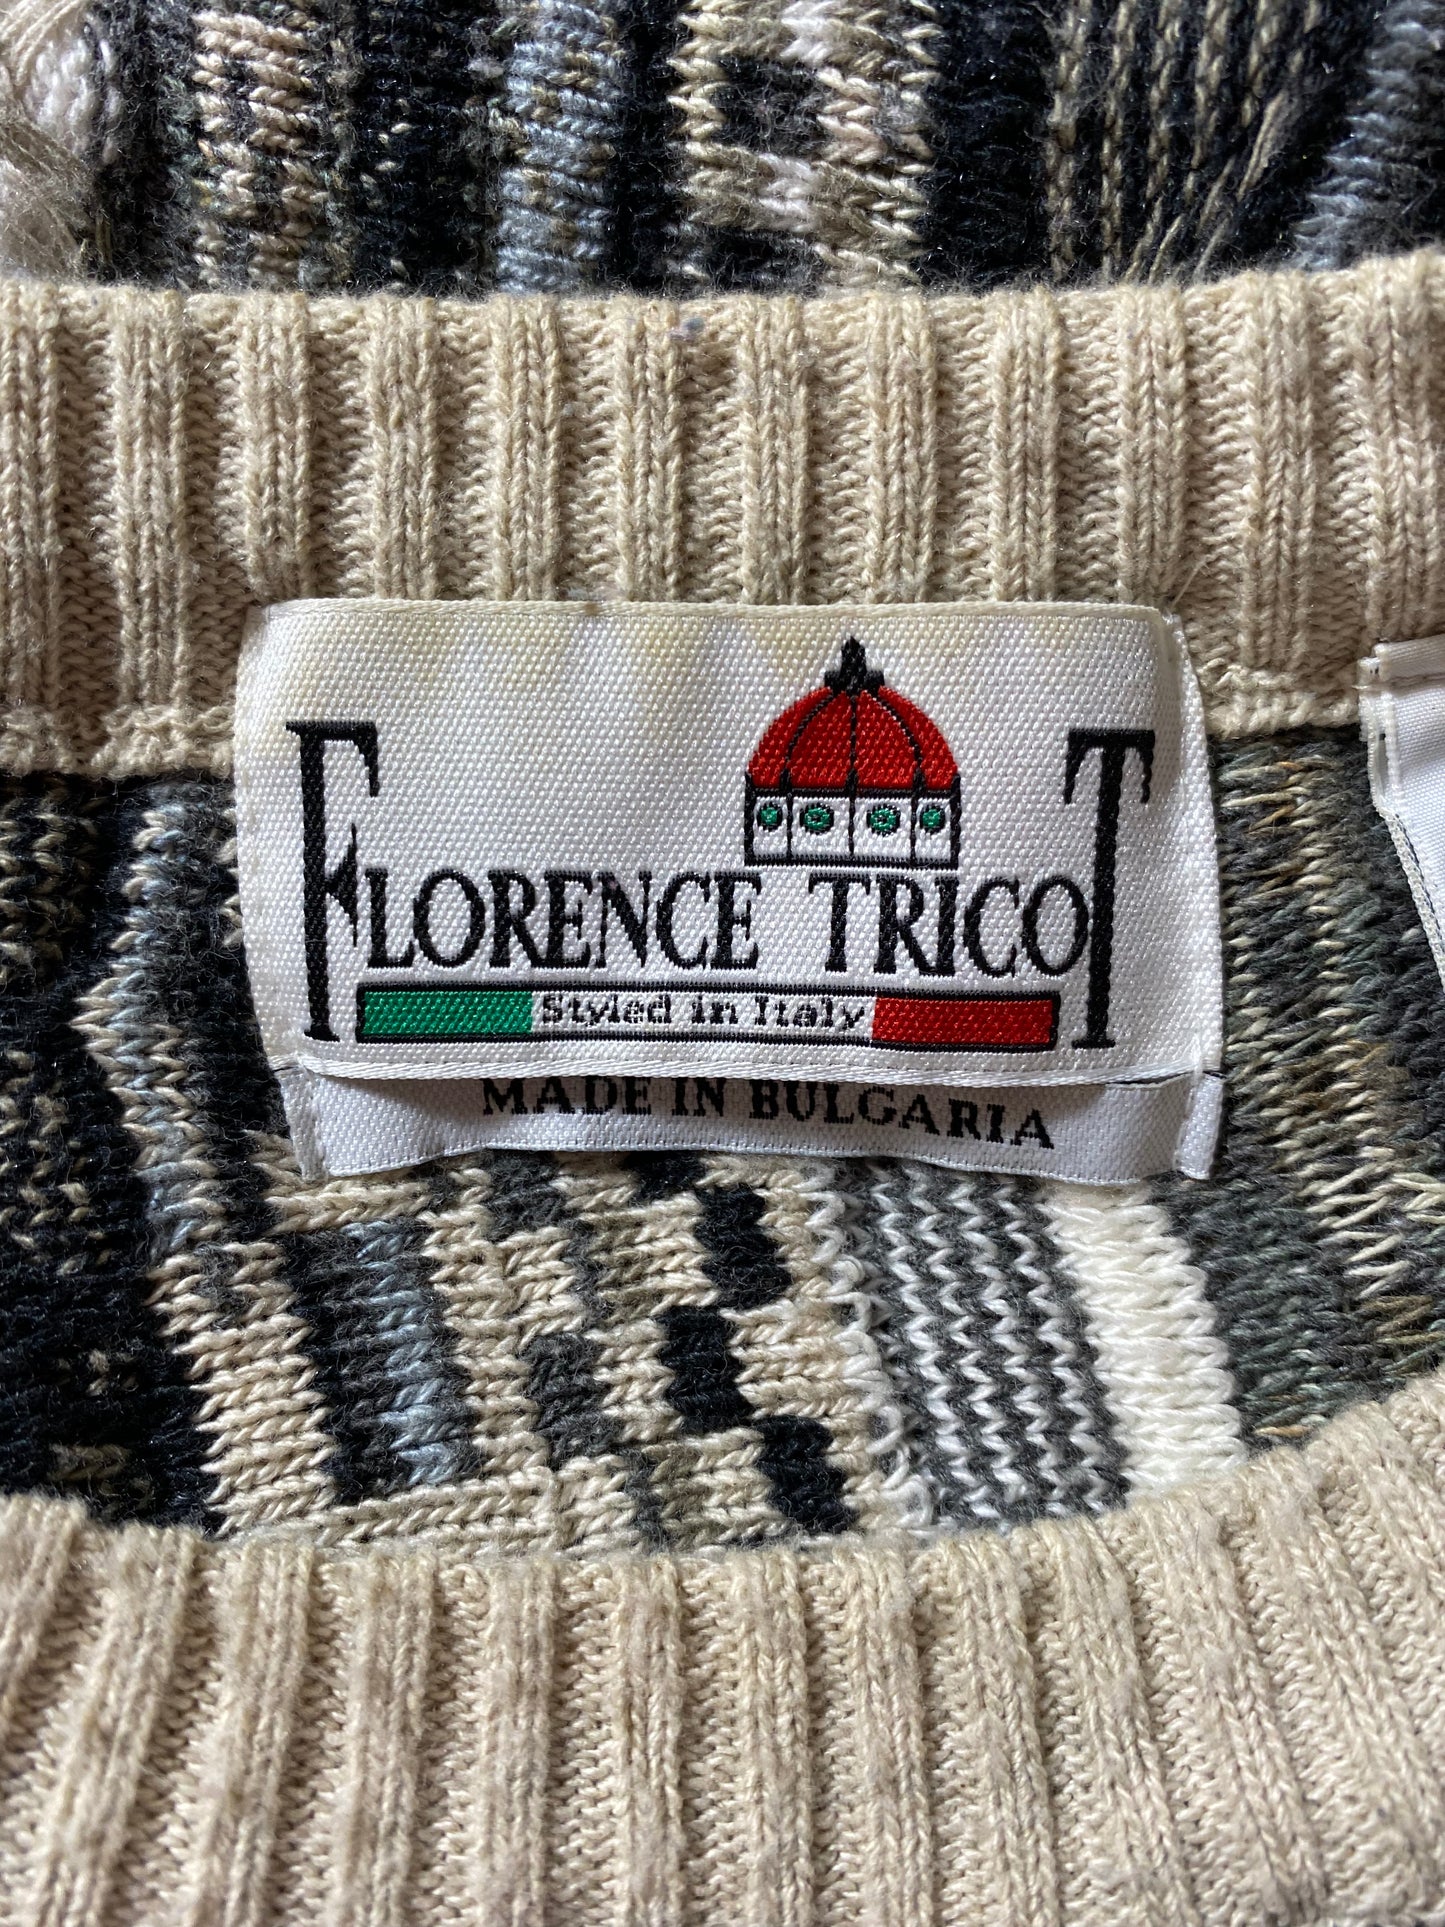 FLORENCE TRICOT
Styled in Italy
MADE IN BULGARIA